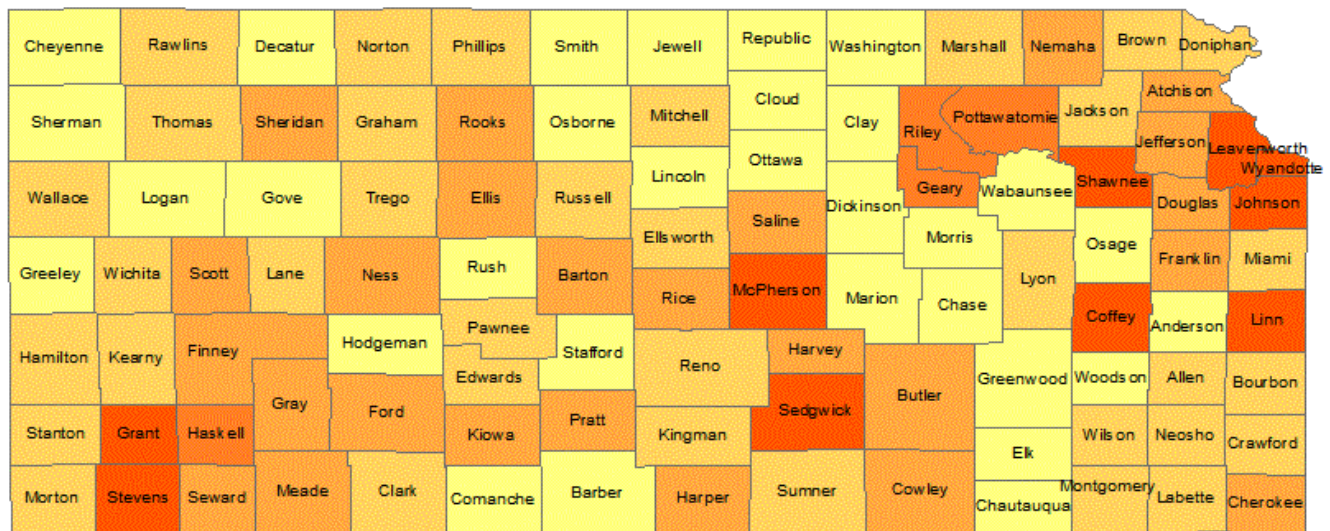 Cheyenne
Rawlins
Decatur
Norton
Phillips
Smith
Jewell
Republic
Washington
Marshall
Nemaha
Brown
Doniphan
Sherman
Thomas
Sheridan
Graham
Rooks
Osborne
Mitchell
Cloud
Clay
Riley
Pottawatomie
Jackson
Atchison
Jefferson
Leavenworth
Wyandotte
Ottawa
Lincoln
Wallace
Logan
Gove
Trego
Ellis
Russell
Ellsworth
Saline
Dickinson
Geary
Wabaunsee
Shawnee
Douglas
Johnson
Greeley
Wichita
Scott
Lane
Ness
Rush
Barton
Rice
McPherson
Marion
Morris
Chase
Lyon
Osage
Franklin
Miami
Hamilton
Kearny
Finney
Hodgeman
Pawnee
Stafford
Reno
Harvey
Coffey
Anderson
Linn
Edwards
Gray
Ford
Sedgwick
Butler
Greenwood
Woodson
Allen
Bourbon
Stanton
Grant
Haskell
Kiowa
Pratt
Kingman
Elk
Wilson
Neosho
Crawford
Morton
Stevens
Seward
Meade
Clark
Comanche
Barber
Harper
Sumner
Cowley
Chautauqua
Montgomery
Labette
Cherokee